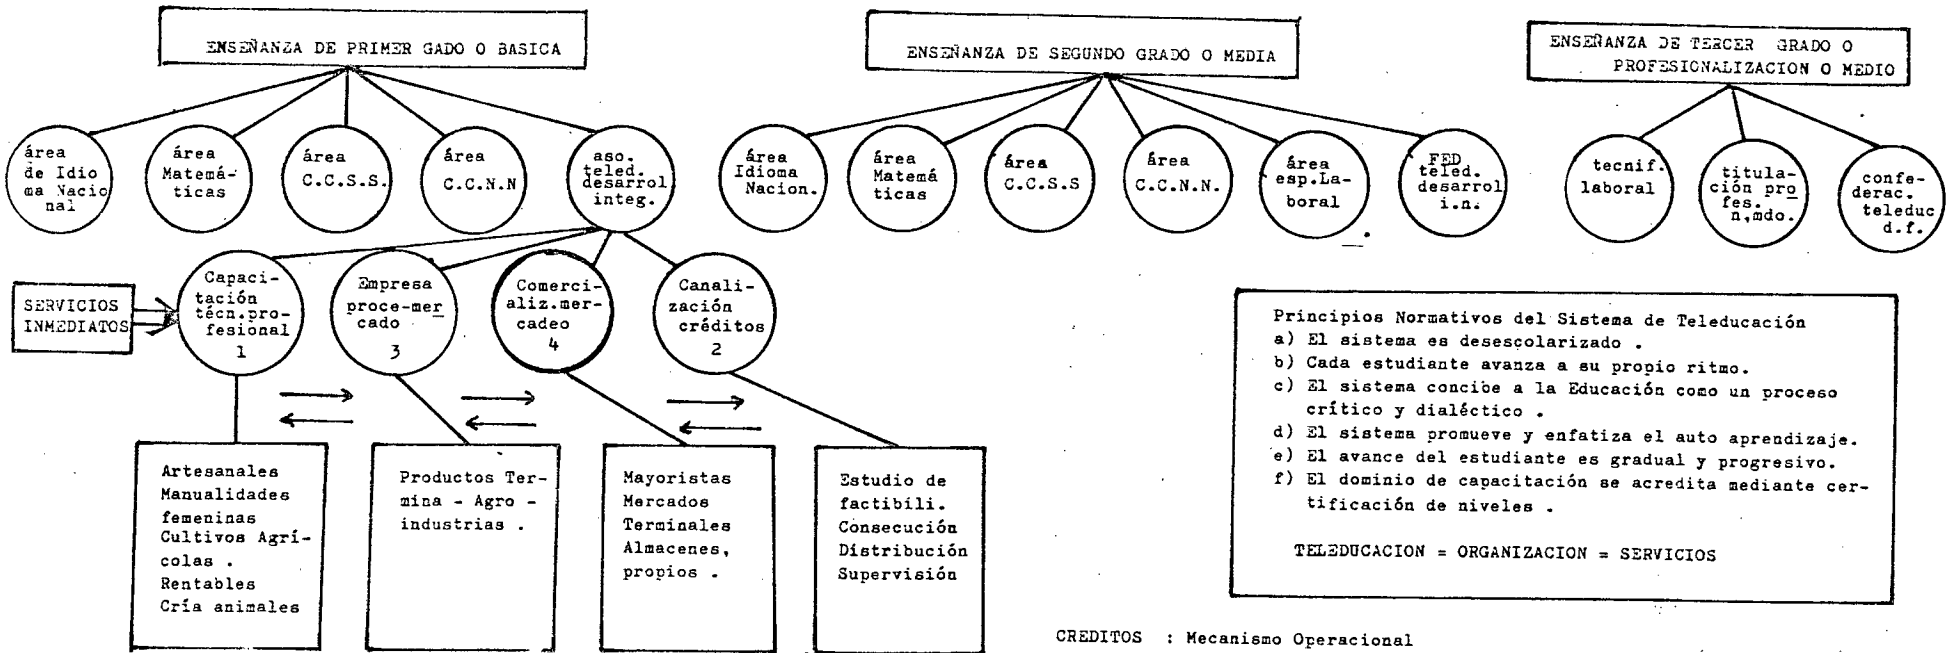 ENSEÑANZA DE PRIMER GADO O BASICA
área
de Idio
ma Nacio
nal
área
Matemá-
ticas
área
C.C.S.S.
área
C.C.N.N
aso.
teled.
desarrol
integ.
ENSEÑANZA DE SEGUNDO GRADO O MEDIA
área
Idioma
Nacion.
área
Matemá
ticas
área
C.C.S.S
área
C.C.N.N.
área
esp.La-
boral
FED
teled.
desarrol
i.n.
ENSEÑANZA DE TERCER GRADO O
PROFESIONALIZACION O MEDIO
tecnif.
laboral
titula-
ción pro
fes.
n,mdo.
confe-
derac.
teleduc
d.f.
SERVICIOS
INMEDIATOS
Capaci-
tación
técn.pro-
fesional
1
Empresa
proce-mer
cado
3
Comerci-
aliz.mer-
cadeo
4
Canali-
zación
créditos
2
Artesanales
Manualidades
femeninas
Cultivos Agrí-
colas .
Rentables
Cría animales
Productos Ter-
mina - Agro -
industrias .
Mayoristas
Mercados
Terminales
Almacenes,
propios .
Estudio de
factibili.
Consecución
Distribución
Supervisión
Principios Normativos del Sistema de Teleducación
a) El sistema es desescolarizado .
b) Cada estudiante avanza a su propio ritmo.
c) El sistema concibe a la Educación como un proceso
crítico y dialéctico .
d) El sistema promueve y enfatiza el auto aprendizaje.
e) El avance del estudiante es gradual y progresivo.
f) El dominio de capacitación se acredita mediante cer-
tificación de niveles .
TELEDUCACION = ORGANIZACION = SERVICIOS
CREDITOS : Mecanismo Operacional